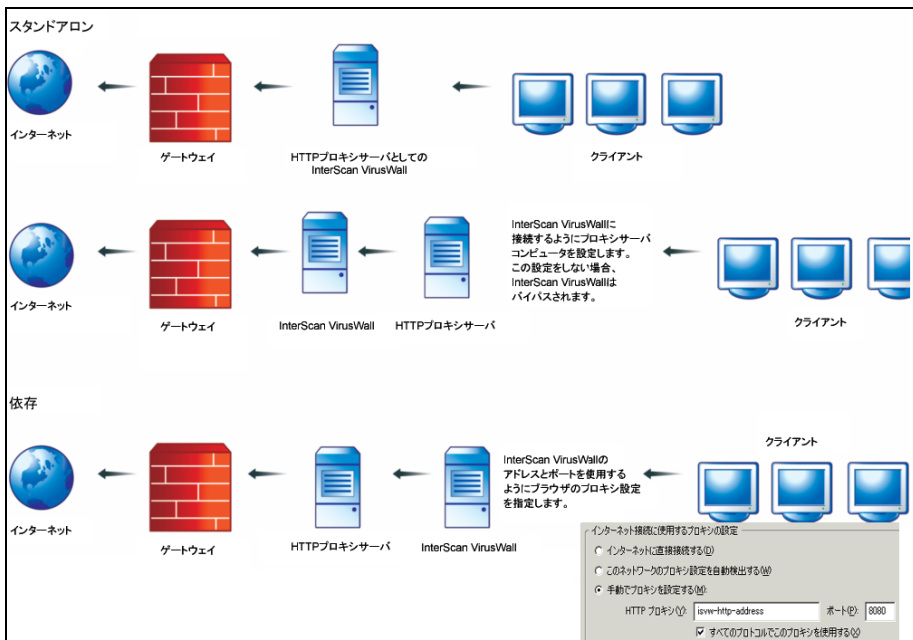 スタンドアロン
インターネット
ゲートウェイ
HTTPプロキシサーバとしての
InterScan VirusWall
クライアント
インターネット
ゲートウェイ
InterScan VirusWall
HTTPプロキシサーバ
InterScan VirusWallに
接続するようにプロキシサーバ
コンピュータを設定します。
この設定をしない場合、
InterScan VirusWallは
バイパスされます。
クライアント
依存
インターネット
ゲートウェイ
HTTPプロキシサーバ
InterScan VirusWall
InterScan VirusWallの
アドレスとポートを使用する
ようにブラウザのプロキシ設定
を指定します。
クライアント
インターネット接続に使用するプロキシの設定
インターネットに直接接続する(D)
このネットワークのプロキシ設定を自動検出する(W)
手動でプロキシを設定する(M):
HTTP プロキシ(Y): isvw-http-address ポート(P): 8080
すべてのプロトコルでこのプロキシを使用する(X)